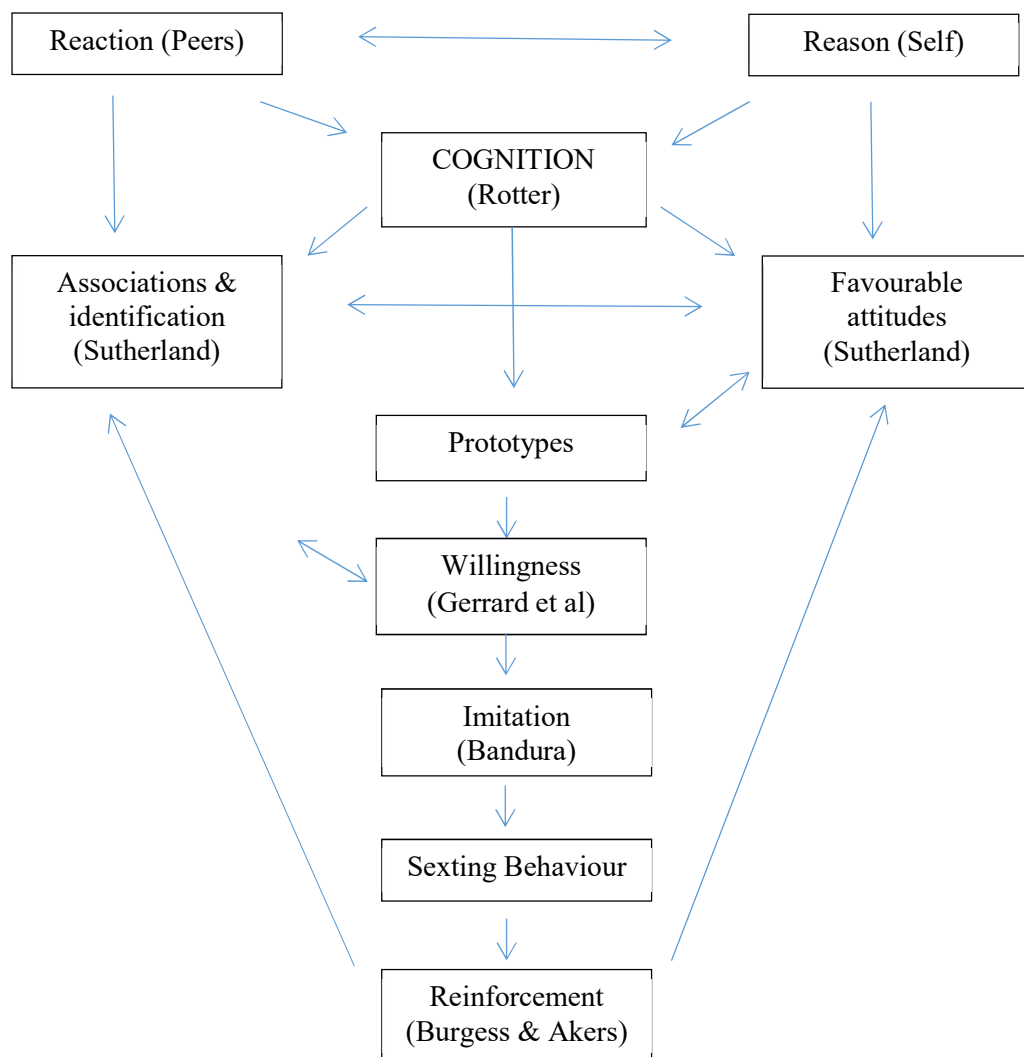 Reaction (Peers)
Reason (Self)
COGNITION
(Rotter)
Associations &
identification
(Sutherland)
Favourable
attitudes
(Sutherland)
Prototypes
Willingness
(Gerrard et al)
Imitation
(Bandura)
Sexting Behaviour
Reinforcement
(Burgess & Akers)